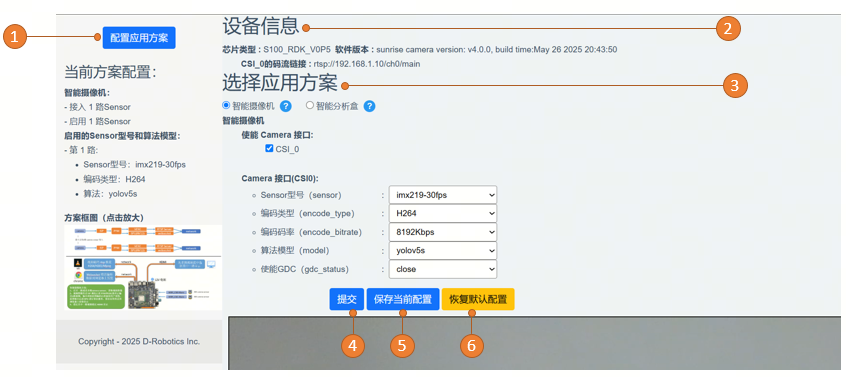 1
配置应用方案
当前方案配置：
智能摄像机：
- 接入 1 路Sensor
- 启用 1 路Sensor
启用的Sensor型号和算法模型：
- 第 1 路:
Sensor型号：imx219-30fps
编码类型：H264
算法：yolov5s
方案框图（点击放大）
Copyright - 2025 D-Robotics Inc.
设备信息
2
芯片类型：S100_RDK_V0P5 软件版本：sunrise camera version: v4.0.0, build time:May 26 2025 20:43:50
CSI_0的码流链接：rtsp://192.168.1.10/ch0/main
选择应用方案
3
智能摄像机 ? 智能分析盒 ?
智能摄像机
使能 Camera 接口:
CSI_0
Camera 接口(CSI0):
Sensor型号（sensor） : imx219-30fps
编码类型（encode_type） : H264
编码码率（encode_bitrate） : 8192Kbps
算法模型（model） : yolov5s
使能GDC（gdc_status） : close
提交 保存当前配置 恢复默认配置
4 5 6